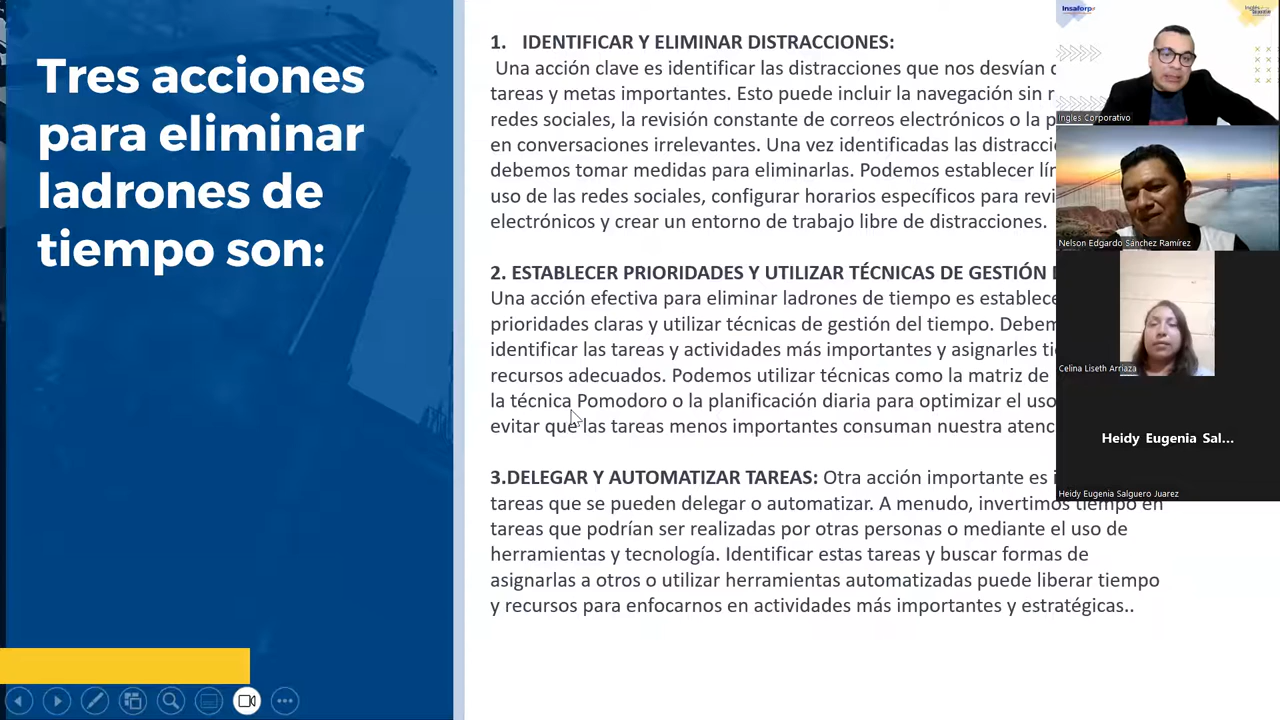 Tres acciones
para eliminar
ladrones de
tiempo son:
1. IDENTIFICAR Y ELIMINAR DISTRACCIONES:
Una acción clave es identificar las distracciones que nos desvían
tareas y metas importantes. Esto puede incluir la navegación sin
redes sociales, la revisión constante de correos electrónicos o la
en conversaciones irrelevantes. Una vez identificadas las
debemos tomar medidas para eliminarlas. Podemos establecer
uso de las redes sociales, configurar horarios específicos para
electrónicos y crear un entorno de trabajo libre de distracciones.
2. ESTABLECER PRIORIDADES Y UTILIZAR TÉCNICAS DE GESTIÓN
Una acción efectiva para eliminar ladrones de tiempo es
prioridades claras y utilizar técnicas de gestión del tiempo.
identificar las tareas y actividades más importantes y asignarles
recursos adecuados. Podemos utilizar técnicas como la matriz de
la técnica Pomodoro o la planificación diaria para optimizar el uso
evitar que las tareas menos importantes consuman nuestra
3.DELEGAR Y AUTOMATIZAR TAREAS: Otra acción importante es
tareas que se pueden delegar o automatizar. A menudo, invertimos tiempo en
tareas que podrían ser realizadas por otras personas o mediante el uso de
herramientas y tecnología. Identificar estas tareas y buscar formas de
asignarlas a otros o utilizar herramientas automatizadas puede liberar tiempo
y recursos para enfocarnos en actividades más importantes y estratégicas..
Insaforp
Ingles Corporativo
Nelson Edgardo Sánchez Ramírez
Celina Liseth Arriaza
Heidy Eugenia Sal...
Heidy Eugenia Salguero Juarez